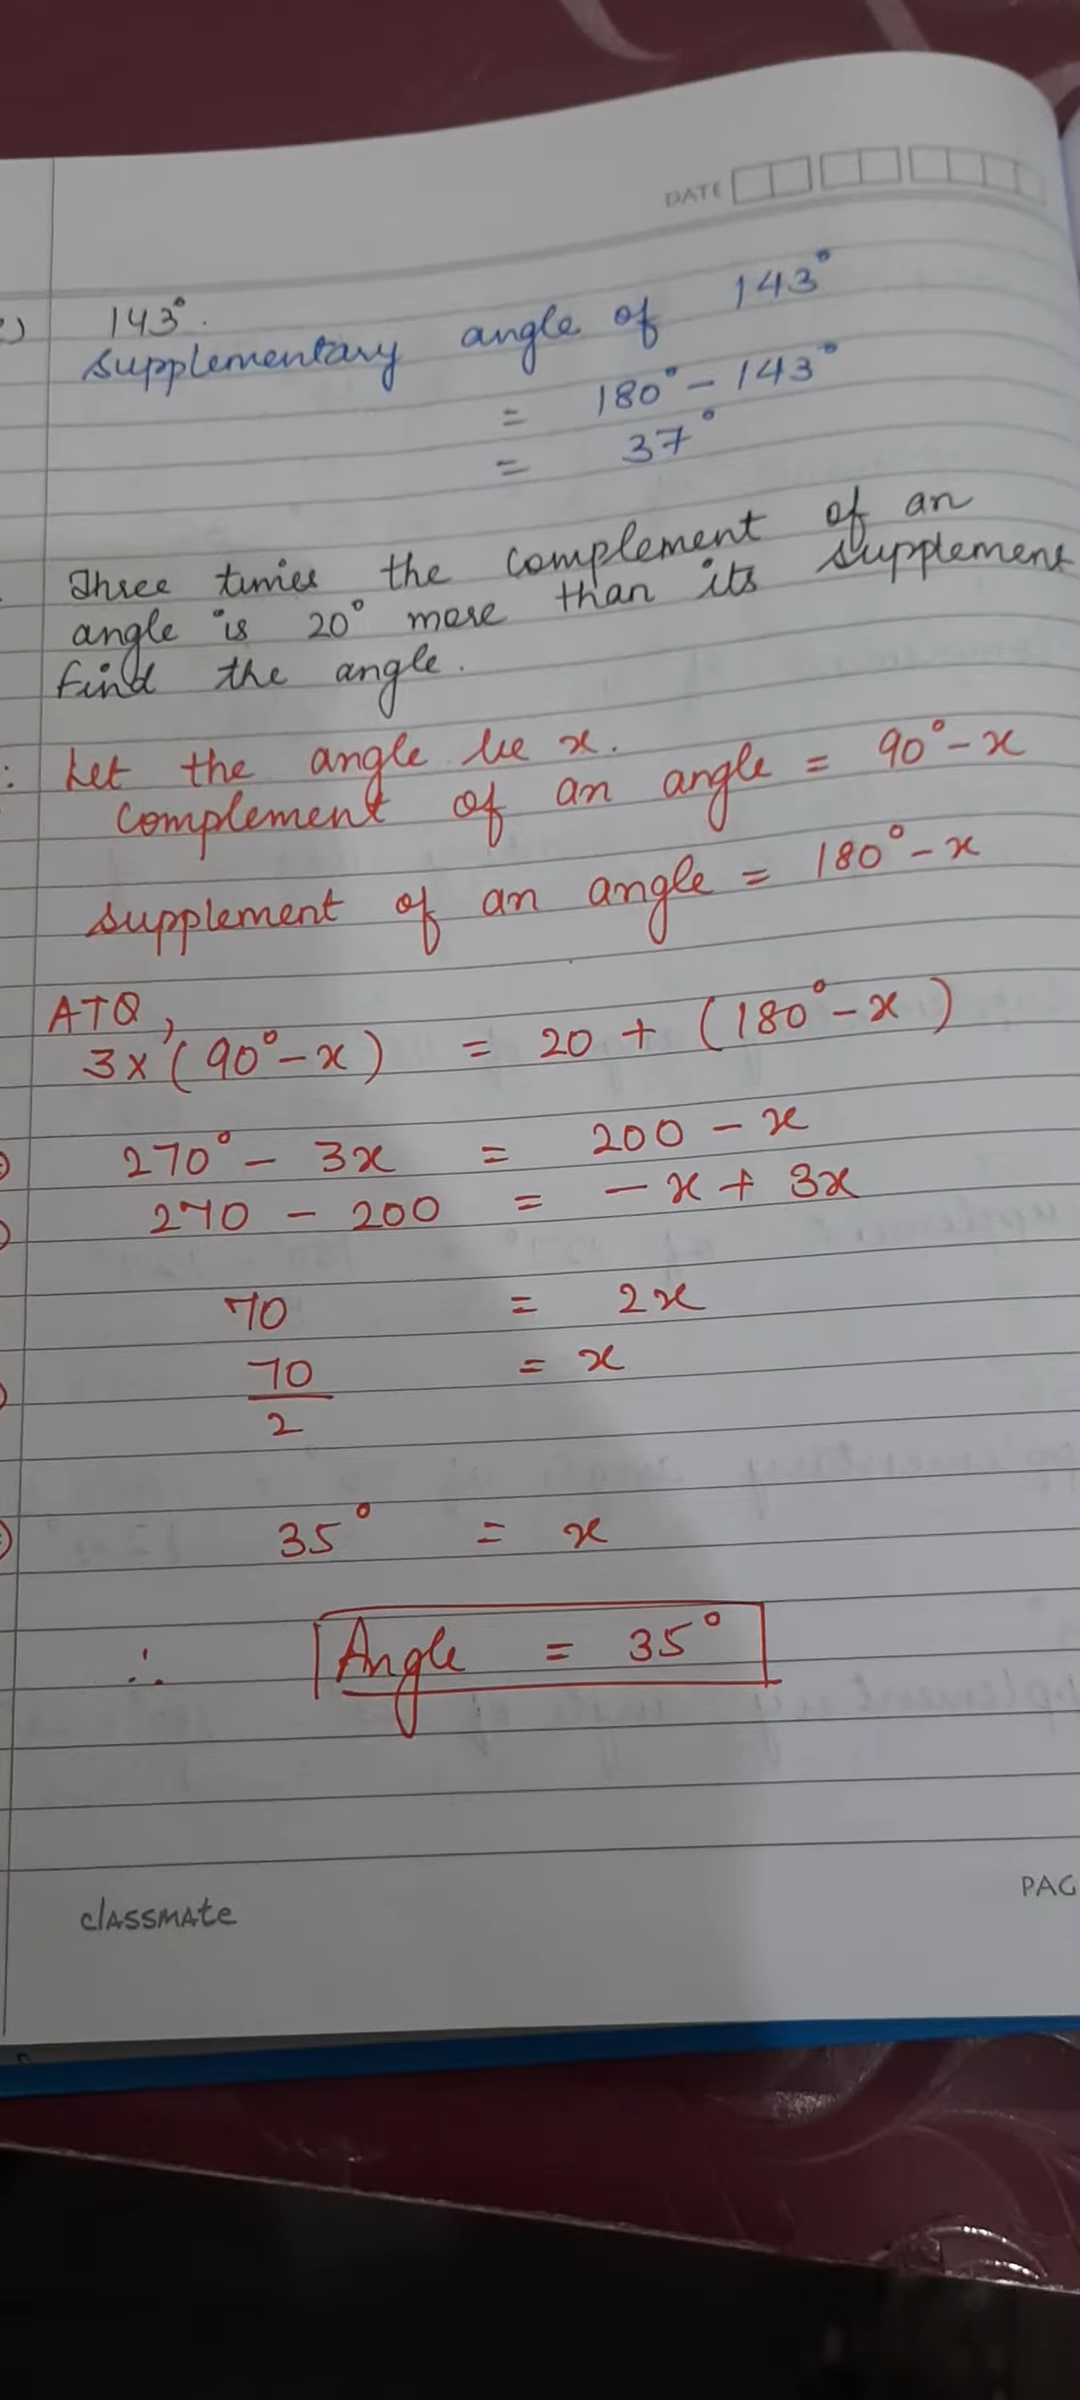 DATE
143°.
Supplementary angle of 143°
= 180° - 143°
= 37°
Three times the complement of an
angle is 20° more than its supplement
find the angle.
Let the angle be x.
Complement of an angle = 90° - x
supplement of an angle = 180° - x
ATQ,
3×(90° - x) = 20 + (180° - x)
270° - 3x = 200 - x
270 - 200 = - x + 3x
70 = 2x
70/2 = x
35° = x
∴ Angle = 35°
classmate
PAG